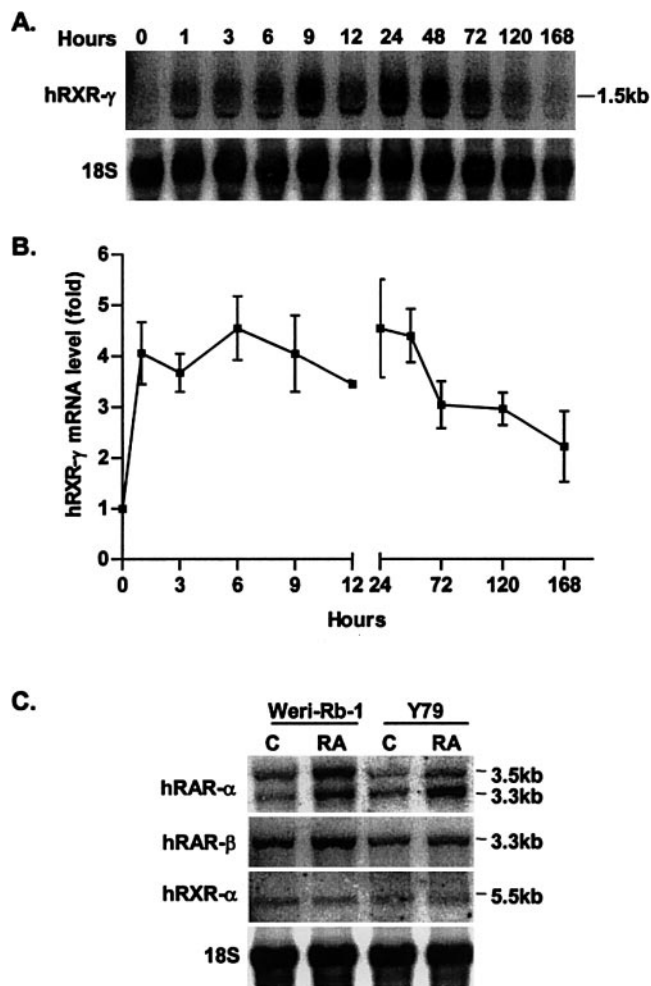 A.
Hours 0 1 3 6 9 12 24 48 72 120 168
hRXR-γ
1.5kb
18S
B.
hRXR-γ mRNA level (fold)
6
5
4
3
2
1
0
0 3 6 9 12 24 72 120 168
Hours
C.
Weri-Rb-1 Y79
C RA C RA
hRAR-α
3.5kb
3.3kb
hRAR-β
3.3kb
hRXR-α
5.5kb
18S